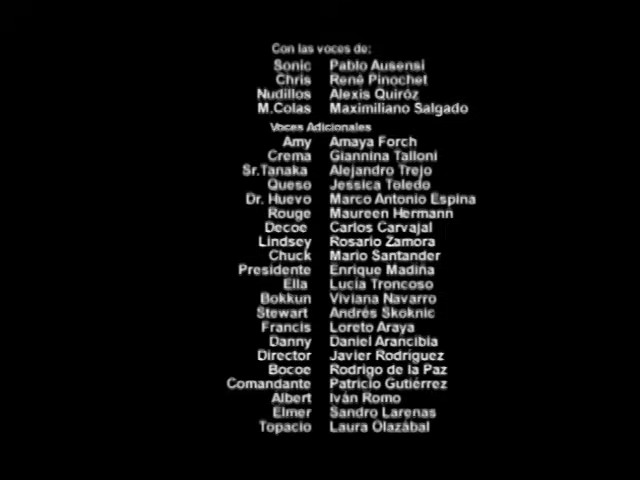 Con las voces de:
Sonic Pablo Ausensi
Chris René Pinochet
Nudillos Alexis Quiróz
M.Colas Maximiliano Salgado
Voces Adicionales
Amy Amaya Forch
Crema Giannina Talloni
Sr.Tanaka Alejandro Trejo
Queso Jessica Toledo
Dr. Huevo Marco Antonio Espina
Rouge Maureen Hermann
Decoe Carlos Carvajal
Lindsey Rosario Zamora
Chuck Mario Santander
Presidente Enrique Madiña
Ella Lucía Troncoso
Bokkun Viviana Navarro
Stewart Andrés Skoknic
Francis Loreto Araya
Danny Daniel Arancibia
Director Javier Rodríguez
Bocoe Rodrigo de la Paz
Comandante Patricio Gutiérrez
Albert Iván Romo
Elmer Sandro Larenas
Topacio Laura Olazábal